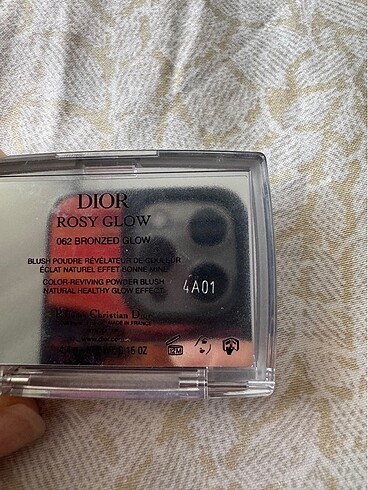 DIOR
ROSY GLOW
062 BRONZED GLOW
BLUSH POUDRE RÉVÉLATEUR DE COULEUR
ÉCLAT NATUREL EFFET BONNE MINE
COLOR-REVIVING POWDER BLUSH
NATURAL HEALTHY GLOW EFFECT
4A01
Christian Dior
MADE IN FRANCE
0.15 OZ
12M